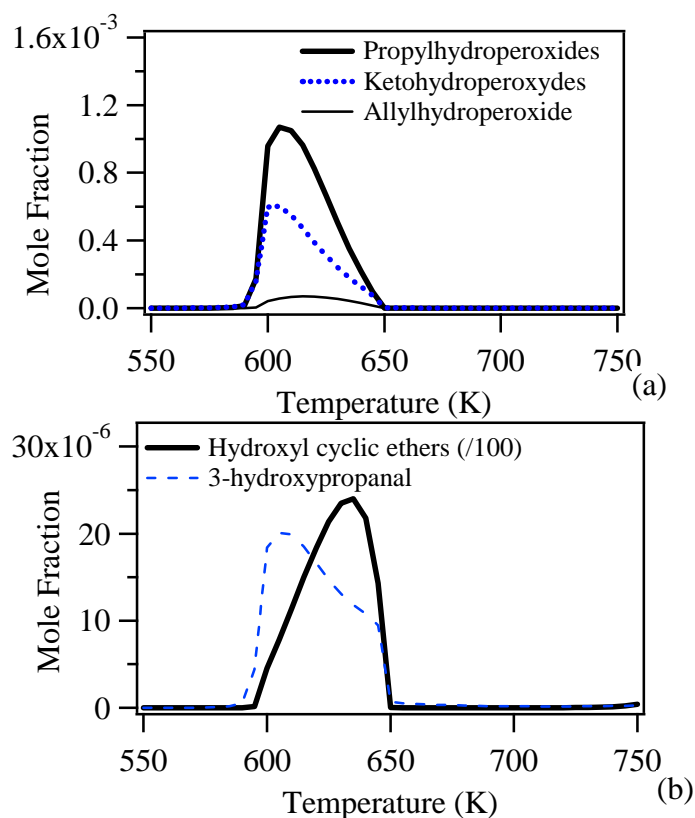 1.6x10-3
Propylhydroperoxides
Ketohydroperoxydes
Allylhydroperoxide
1.2
0.8
0.4
0.0
Mole Fraction
550 600 650 700 750
Temperature (K)
(a)
30x10-6
Hydroxyl cyclic ethers (/100)
3-hydroxypropanal
20
10
0
Mole Fraction
550 600 650 700 750
Temperature (K)
(b)